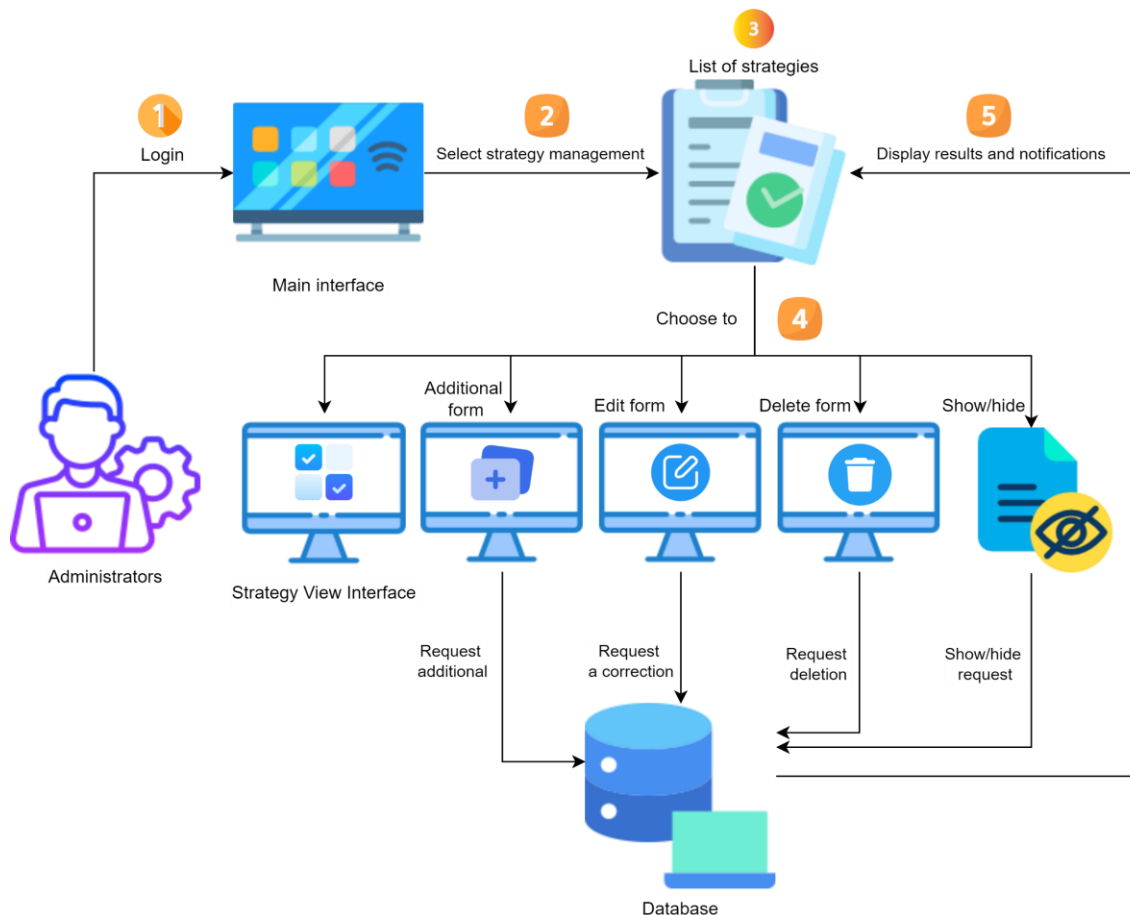 3
List of strategies
1
2
5
Login
Select strategy management
Display results and notifications
Main interface
Choose to
4
Additional
form
Edit form
Delete form
Show/hide
Administrators
Strategy View Interface
Request
additional
Request
a correction
Request
deletion
Show/hide
request
Database